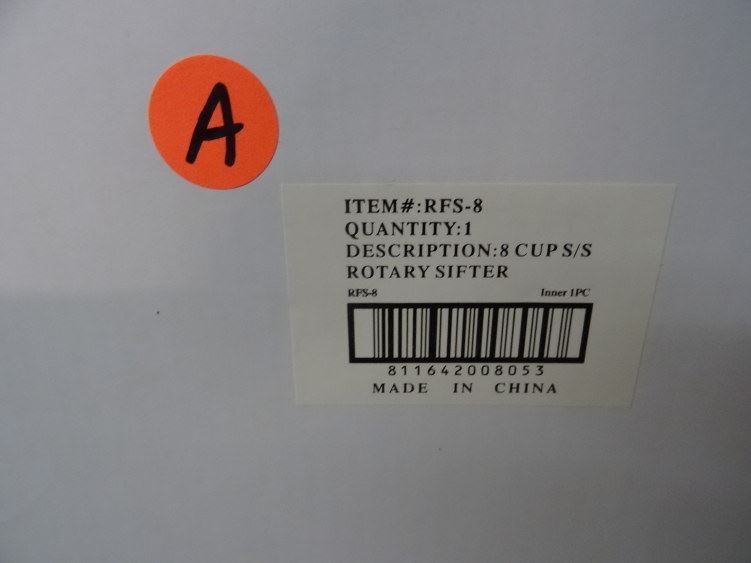 A
ITEM#:RFS-8
QUANTITY:1
DESCRIPTION:8 CUP S/S
ROTARY SIFTER
RFS-8 Inner 1PC
811642008053
MADE IN CHINA